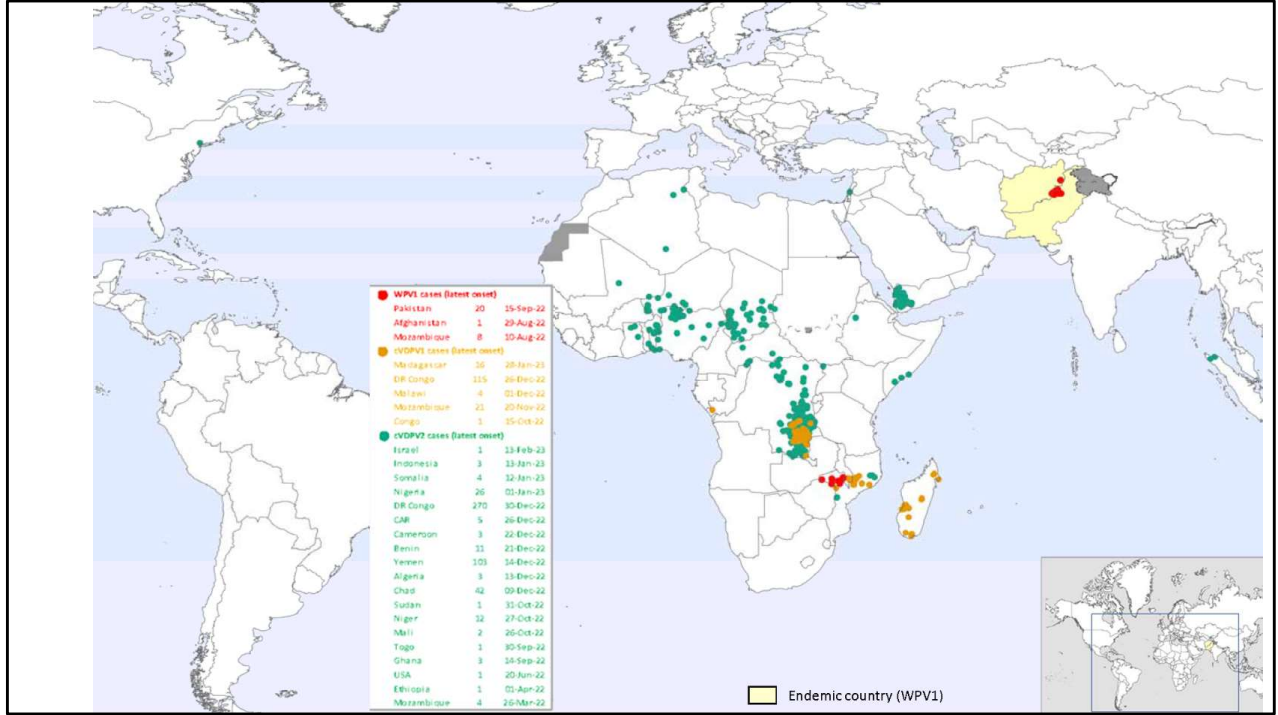 WPV1 cases (latest onset)
Pakistan 20 15-Sep-22
Afghanistan 1 29-Aug-22
Mozambique 8 10-Aug-22
cVDPV1 cases (latest onset)
Madagascar 16 28-Jan-23
DR Congo 115 26-Dec-22
Malawi 4 01-Dec-22
Mozambique 21 20-Nov-22
Congo 1 15-Oct-22
cVDPV2 cases (latest onset)
Israel 1 13-Feb-23
Indonesia 3 13-Jan-23
Somalia 4 12-Jan-23
Nigeria 26 01-Jan-23
DR Congo 270 30-Dec-22
CAR 5 26-Dec-22
Cameroon 3 22-Dec-22
Benin 11 21-Dec-22
Yemen 103 14-Dec-22
Algeria 3 13-Dec-22
Chad 42 09-Dec-22
Sudan 1 31-Oct-22
Niger 12 27-Oct-22
Mali 2 26-Oct-22
Togo 1 30-Sep-22
Ghana 3 14-Sep-22
USA 1 20-Jun-22
Ethiopia 1 01-Apr-22
Mozambique 4 26-Mar-22
Endemic country (WPV1)